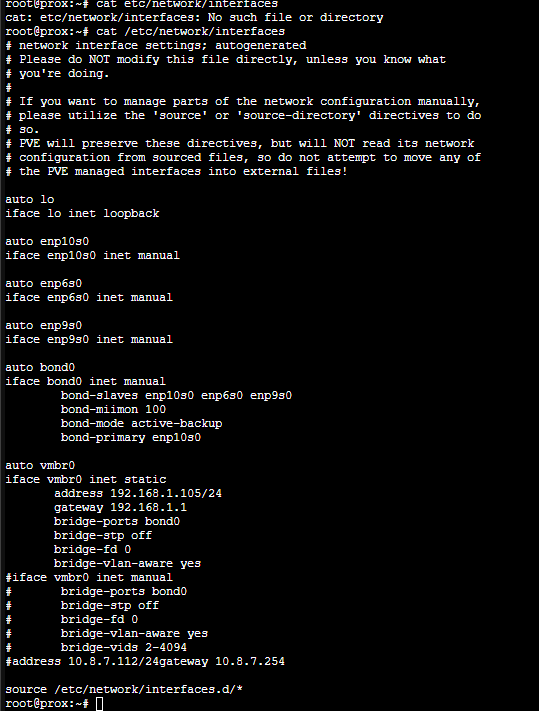 root@prox:~# cat etc/network/interfaces
cat: etc/network/interfaces: No such file or directory
root@prox:~# cat /etc/network/interfaces
# network interface settings; autogenerated
# Please do NOT modify this file directly, unless you know what
# you're doing.
#
# If you want to manage parts of the network configuration manually,
# please utilize the 'source' or 'source-directory' directives to do
# so.
# PVE will preserve these directives, but will NOT read its network
# configuration from sourced files, so do not attempt to move any of
# the PVE managed interfaces into external files!

auto lo
iface lo inet loopback

auto enp10s0
iface enp10s0 inet manual

auto enp6s0
iface enp6s0 inet manual

auto enp9s0
iface enp9s0 inet manual

auto bond0
iface bond0 inet manual
        bond-slaves enp10s0 enp6s0 enp9s0
        bond-miimon 100
        bond-mode active-backup
        bond-primary enp10s0

auto vmbr0
iface vmbr0 inet static
       address 192.168.1.105/24
       gateway 192.168.1.1
       bridge-ports bond0
       bridge-stp off
       bridge-fd 0
       bridge-vlan-aware yes
#iface vmbr0 inet manual
#       bridge-ports bond0
#       bridge-stp off
#       bridge-fd 0
#       bridge-vlan-aware yes
#       bridge-vids 2-4094
#address 10.8.7.112/24gateway 10.8.7.254

source /etc/network/interfaces.d/*
root@prox:~#